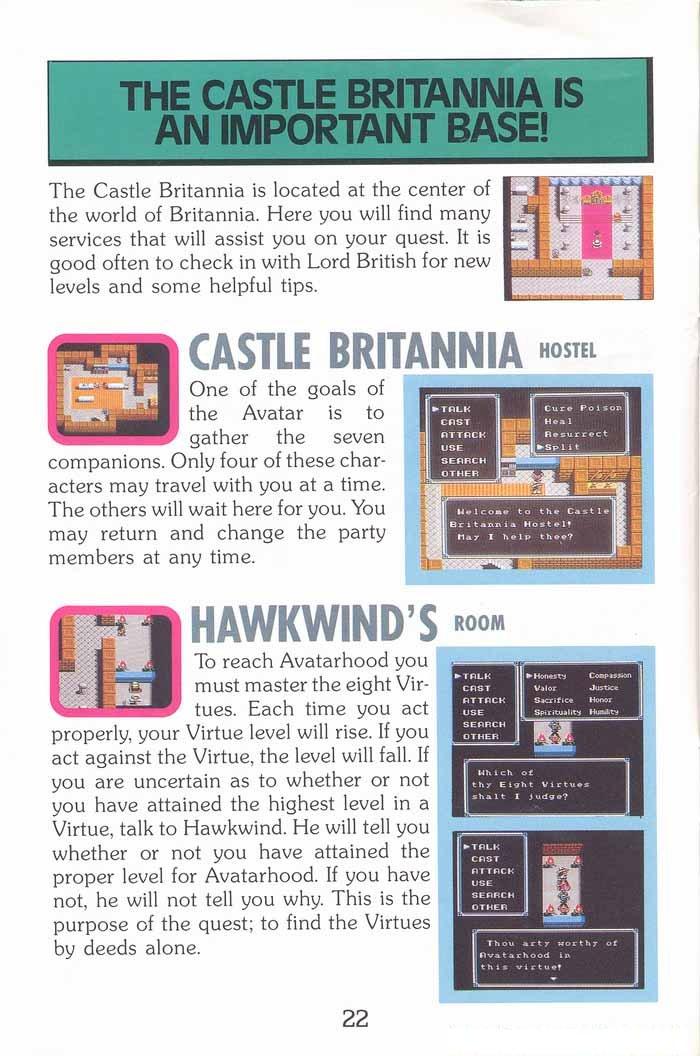 THE CASTLE BRITANNIA IS
AN IMPORTANT BASE!
The Castle Britannia is located at the center of
the world of Britannia. Here you will find many
services that will assist you on your quest. It is
good often to check in with Lord British for new
levels and some helpful tips.
CASTLE BRITANNIA HOSTEL
One of the goals of
the Avatar is to
gather the seven
companions. Only four of these char-
acters may travel with you at a time.
The others will wait here for you. You
may return and change the party
members at any time.
▶TALK
CAST
ATTACK
USE
SEARCH
OTHER
Cure Poison
Heal
Resurrect
▶Split
Welcome to the Castle
Britannia Hostel!
May I help thee?
HAWKWIND'S ROOM
To reach Avatarhood you
must master the eight Vir-
tues. Each time you act
properly, your Virtue level will rise. If you
act against the Virtue, the level will fall. If
you are uncertain as to whether or not
you have attained the highest level in a
Virtue, talk to Hawkwind. He will tell you
whether or not you have attained the
proper level for Avatarhood. If you have
not, he will not tell you why. This is the
purpose of the quest; to find the Virtues
by deeds alone.
▶TALK
CAST
ATTACK
USE
SEARCH
OTHER
▶Honesty Compassion
Valor Justice
Sacrifice Honor
Spirituality Humility
Which of
thy Eight Virtues
shalt I judge?
▶TALK
CAST
ATTACK
USE
SEARCH
OTHER
Thou arty worthy of
Avatarhood in
this virtue!
22